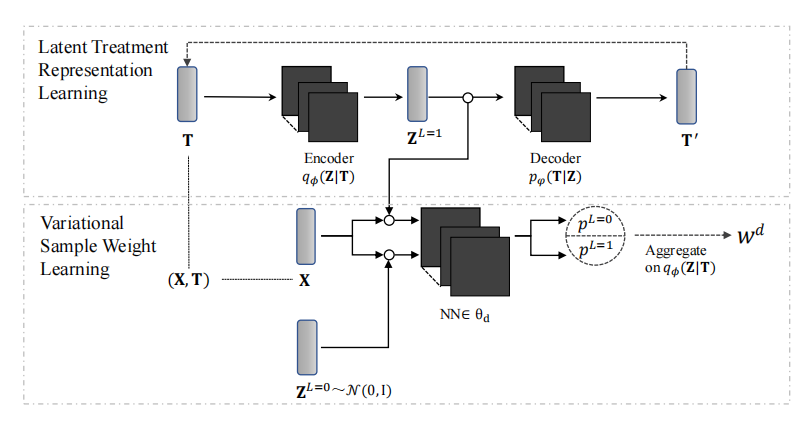 Latent Treatment
Representation
Learning
T
Encoder
qϕ(Z|T)
Z^{L=1}
Decoder
pφ(T|Z)
T′
Variational
Sample Weight
Learning
(X, T)
X
Z^{L=0}~𝒩(0,I)
NN∈ θ_d
p^{L=0}
p^{L=1}
Aggregate
on qϕ(Z|T)
w^d